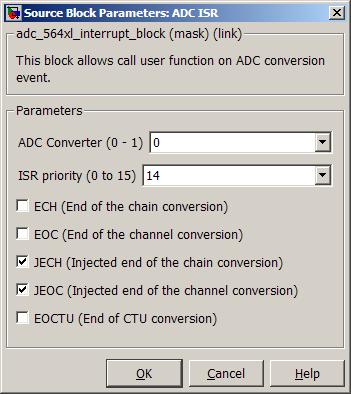 Source Block Parameters: ADC ISR
adc_564xl_interrupt_block (mask) (link)
This block allows call user function on ADC conversion
event.
Parameters
ADC Converter (0 - 1) 0
ISR priority (0 to 15) 14
ECH (End of the chain conversion)
EOC (End of the channel conversion)
JECH (Injected end of the chain conversion)
JEOC (Injected end of the channel conversion)
EOCTU (End of CTU conversion)
OK Cancel Help